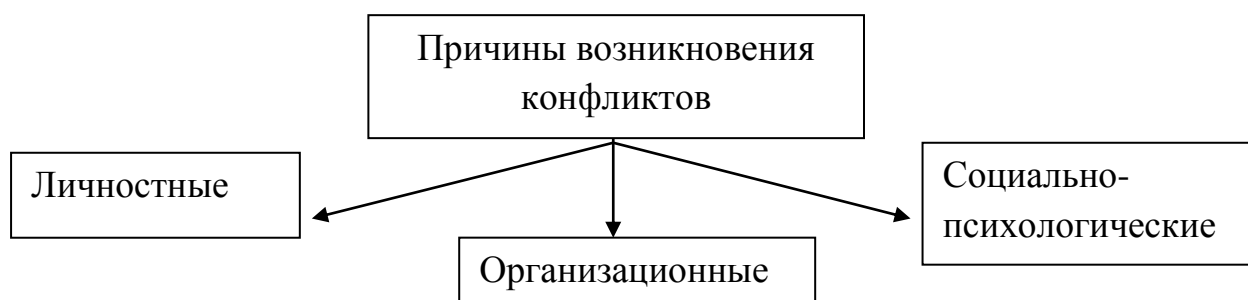 Причины возникновения
конфликтов
Личностные
Социально-
психологические
Организационные